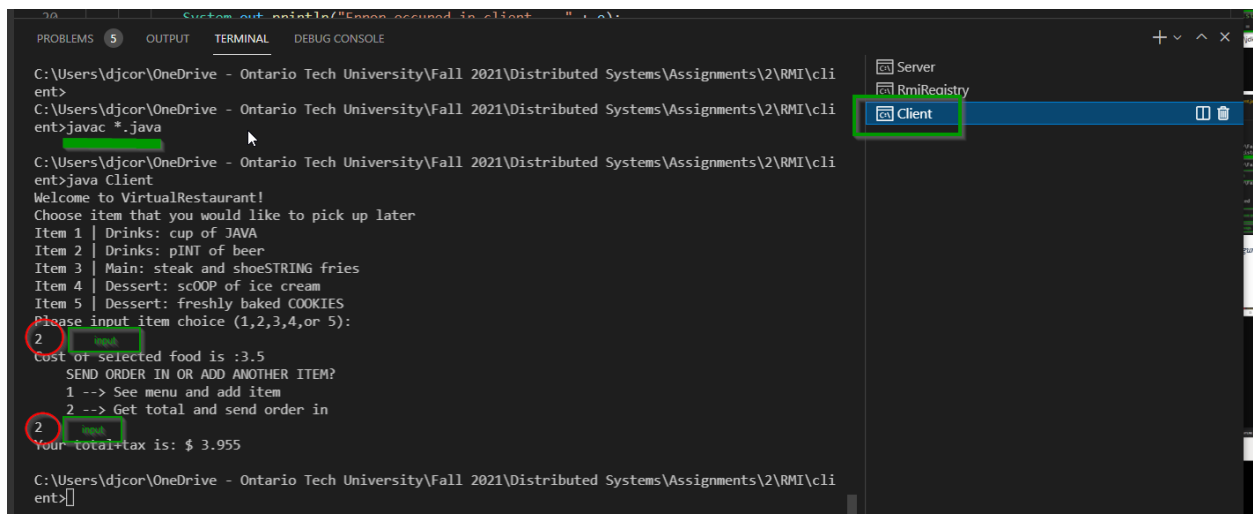 20 System.out.println("Error occured in client... " + e);
PROBLEMS 5 OUTPUT TERMINAL DEBUG CONSOLE
C:\Users\djcor\OneDrive - Ontario Tech University\Fall 2021\Distributed Systems\Assignments\2\RMI\cli
ent>
C:\Users\djcor\OneDrive - Ontario Tech University\Fall 2021\Distributed Systems\Assignments\2\RMI\cli
ent>javac *.java
C:\Users\djcor\OneDrive - Ontario Tech University\Fall 2021\Distributed Systems\Assignments\2\RMI\cli
ent>java Client
Welcome to VirtualRestaurant!
Choose item that you would like to pick up later
Item 1 | Drinks: cup of JAVA
Item 2 | Drinks: pINT of beer
Item 3 | Main: steak and shoeSTRING fries
Item 4 | Dessert: scOOP of ice cream
Item 5 | Dessert: freshly baked COOKIES
Please input item choice (1,2,3,4,or 5):
2 input
Cost of selected food is :3.5
SEND ORDER IN OR ADD ANOTHER ITEM?
1 --> See menu and add item
2 --> Get total and send order in
2 input
Your total+tax is: $ 3.955
C:\Users\djcor\OneDrive - Ontario Tech University\Fall 2021\Distributed Systems\Assignments\2\RMI\cli
ent>
Server
RmiRegistry
Client